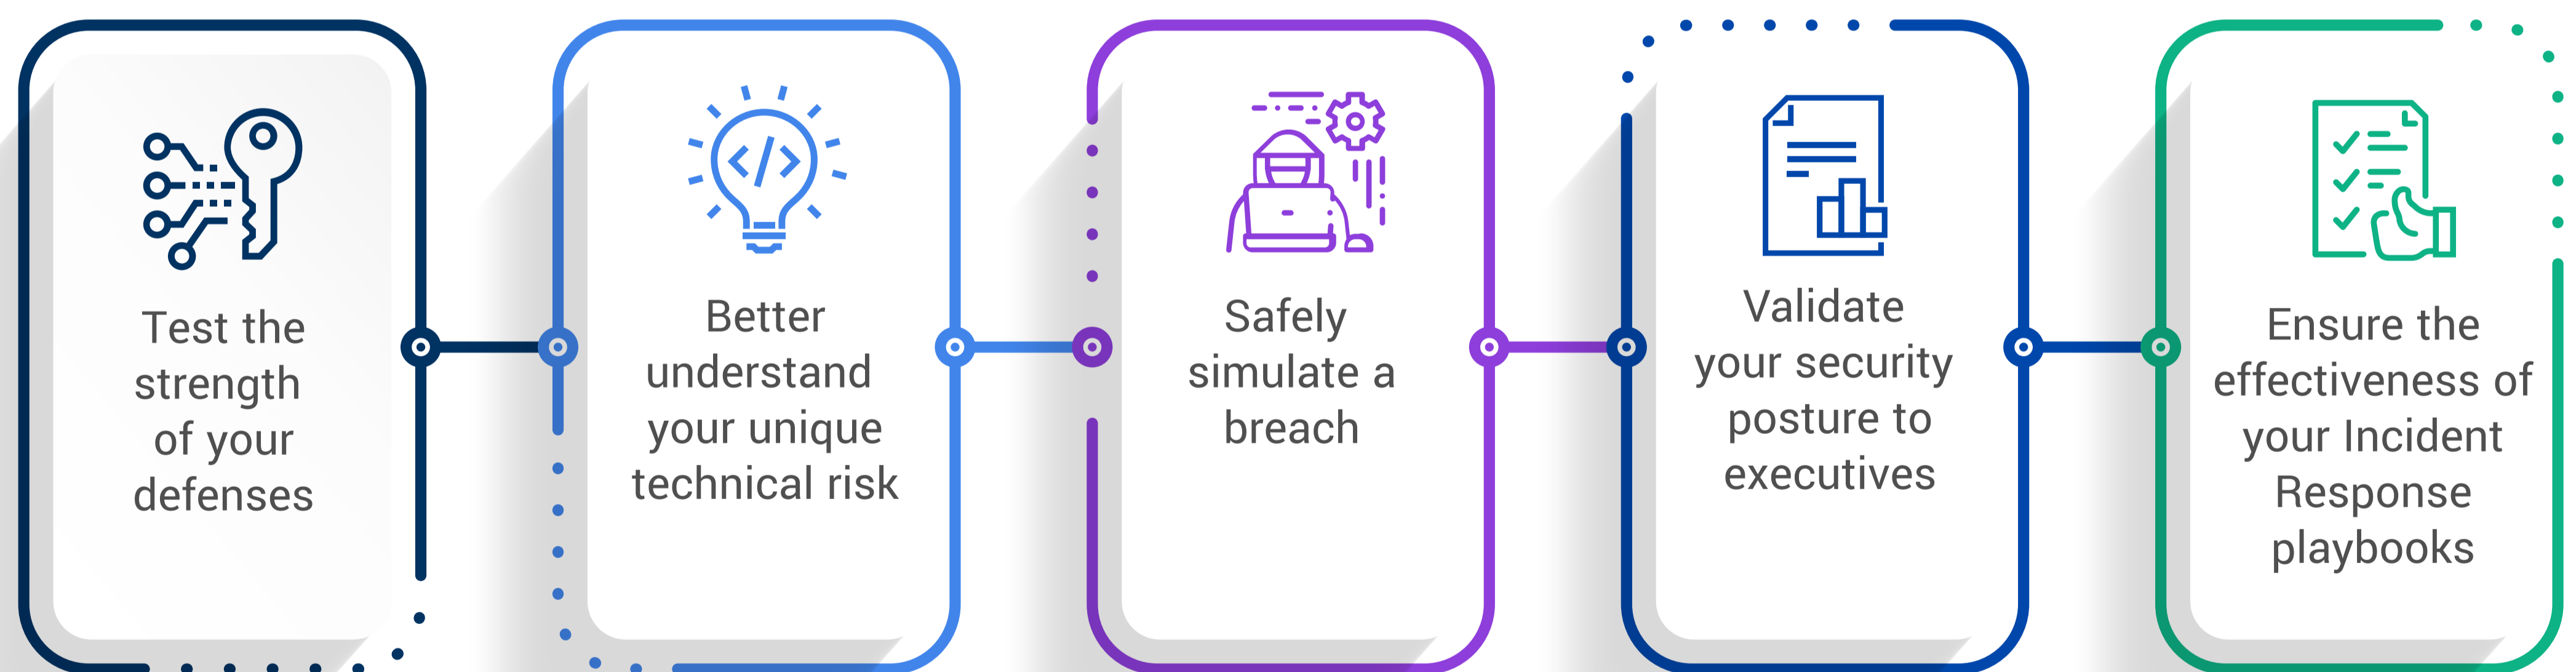 Test the
strength
of your
defenses
Better
understand
your unique
technical risk
Safely
simulate a
breach
Validate
your security
posture to
executives
Ensure the
effectiveness of
your Incident
Response
playbooks